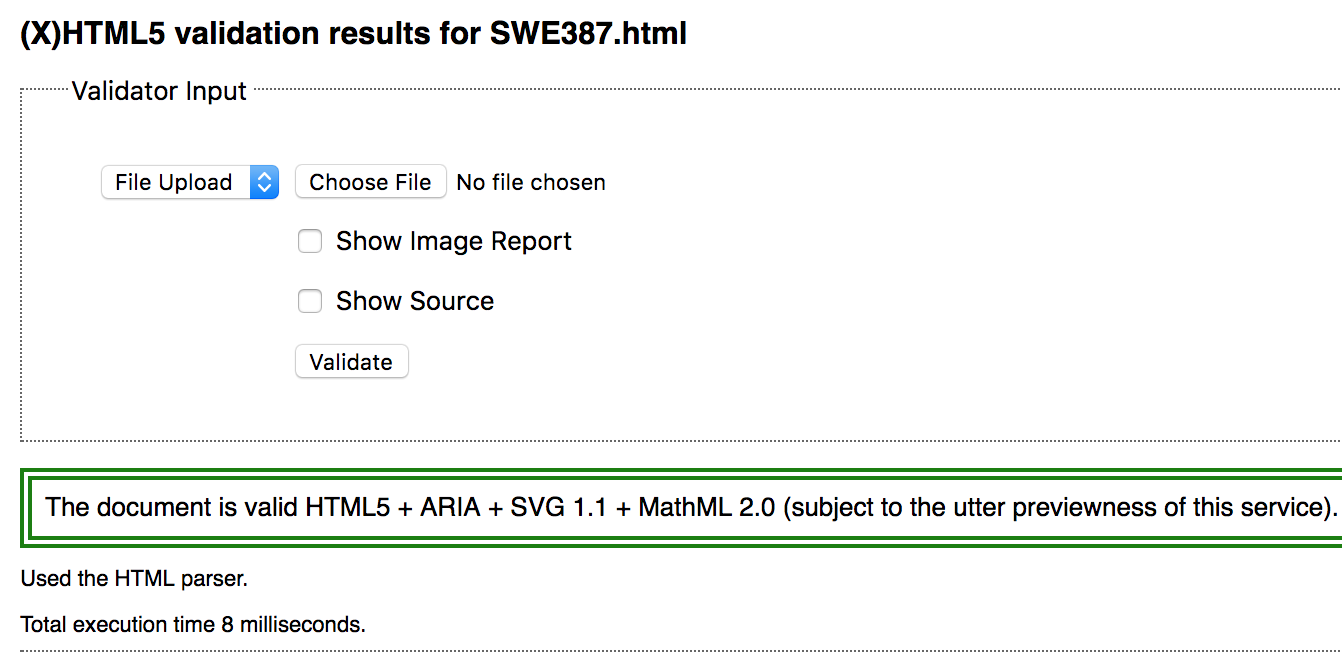 (X)HTML5 validation results for SWE387.html
Validator Input
File Upload Choose File No file chosen
Show Image Report
Show Source
Validate
The document is valid HTML5 + ARIA + SVG 1.1 + MathML 2.0 (subject to the utter previewness of this service).
Used the HTML parser.
Total execution time 8 milliseconds.